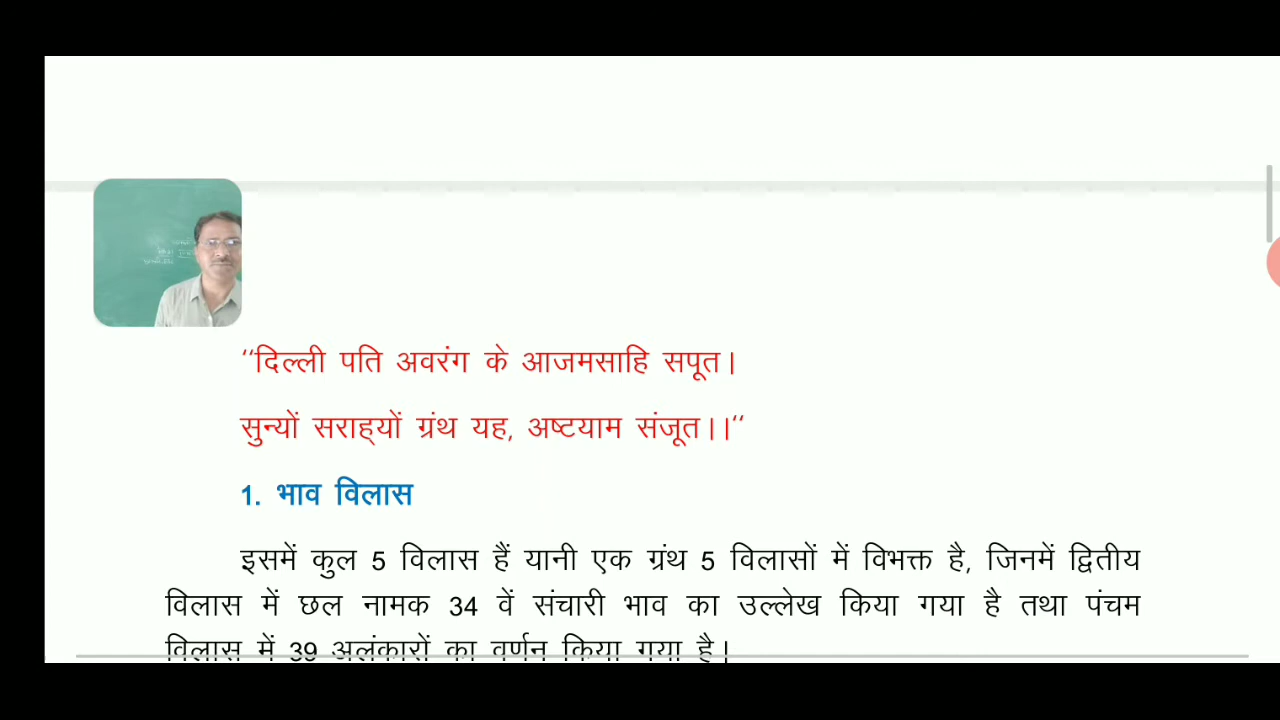 ‘‘दिल्ली पति अवरंग के आजमसाहि सपूत।
सुन्यों सराह्यों ग्रंथ यह, अष्टयाम संजूत।।‘‘
1. भाव विलास
इसमें कुल 5 विलास हैं यानी एक ग्रंथ 5 विलासों में विभक्त है, जिनमें द्वितीय
विलास में छल नामक 34 वें संचारी भाव का उल्लेख किया गया है तथा पंचम
विलास में 39 अलंकारों का वर्णन किया गया है।